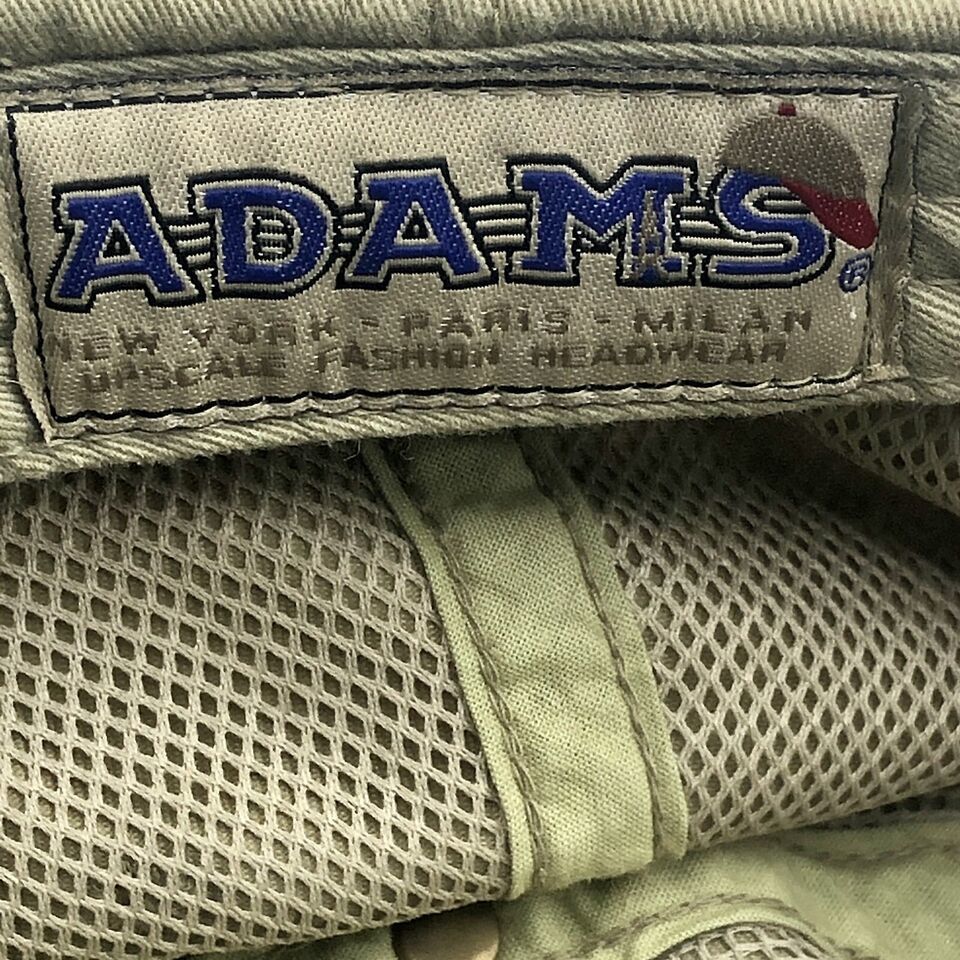 ADAMS®
NEW YORK - PARIS - MILAN
UPSCALE FASHION HEADWEAR